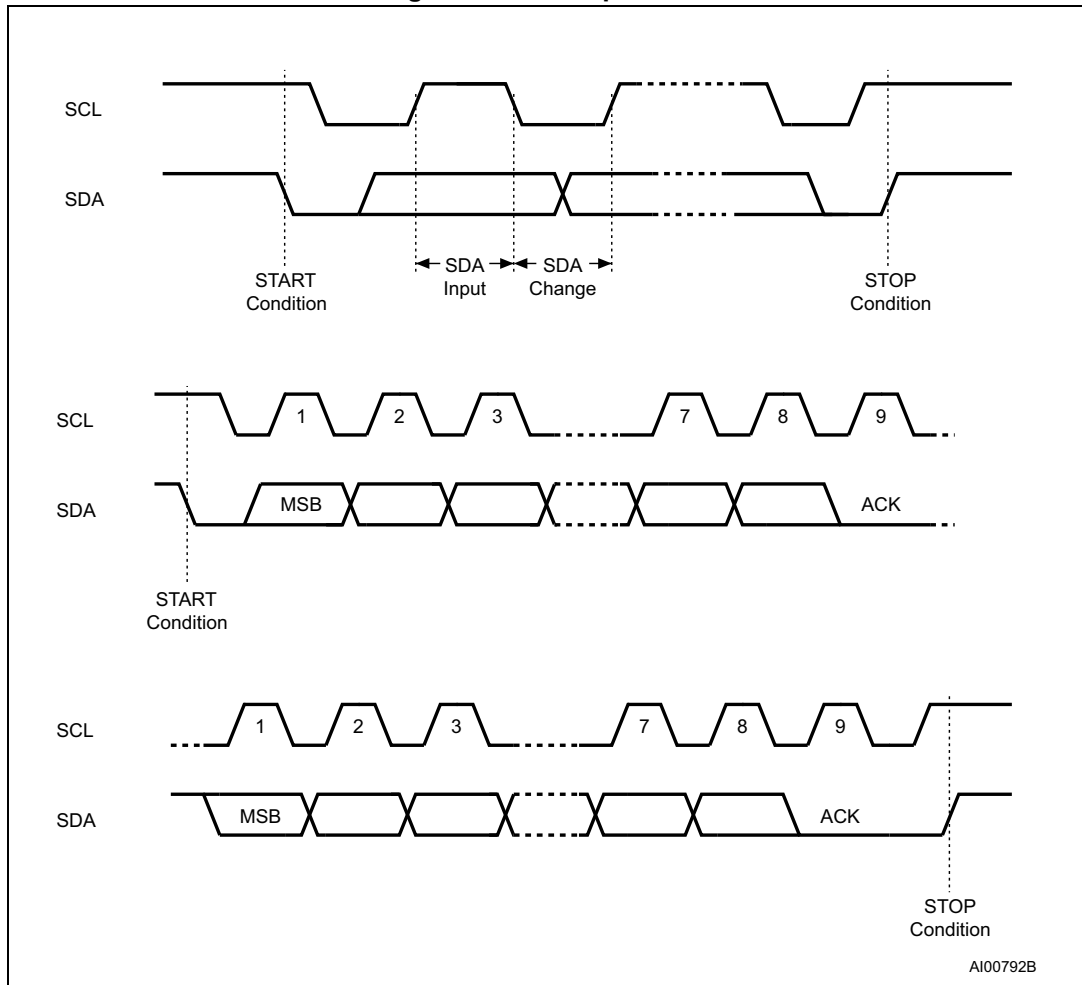 SCL
SDA
SDA
Input
SDA
Change
START
Condition
STOP
Condition
SCL
1
2
3
7
8
9
SDA
MSB
ACK
START
Condition
SCL
1
2
3
7
8
9
SDA
MSB
ACK
STOP
Condition
AI00792B